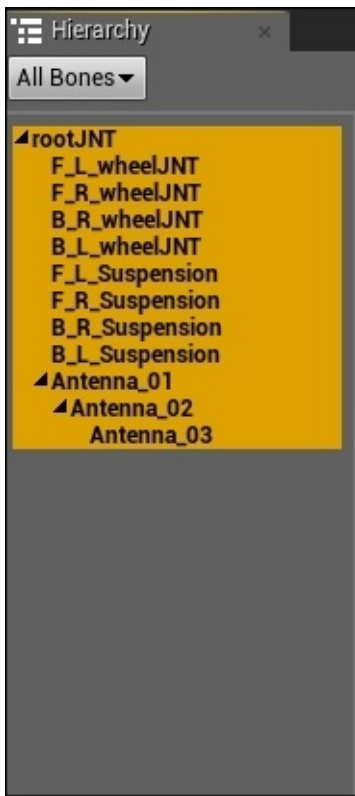 Hierarchy
All Bones
rootJNT
F_L_wheelJNT
F_R_wheelJNT
B_R_wheelJNT
B_L_wheelJNT
F_L_Suspension
F_R_Suspension
B_R_Suspension
B_L_Suspension
Antenna_01
Antenna_02
Antenna_03